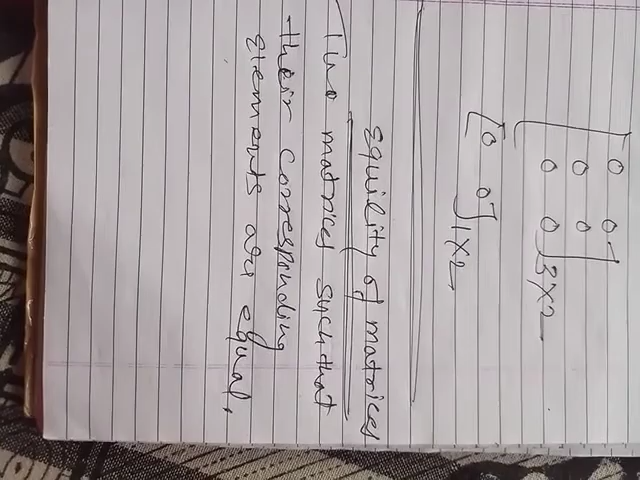 [0 0
0 0
0 0] 3x2
[0 0] 1x2
equility of matrices
Two matrices such that
their corresponding
elements are equal.